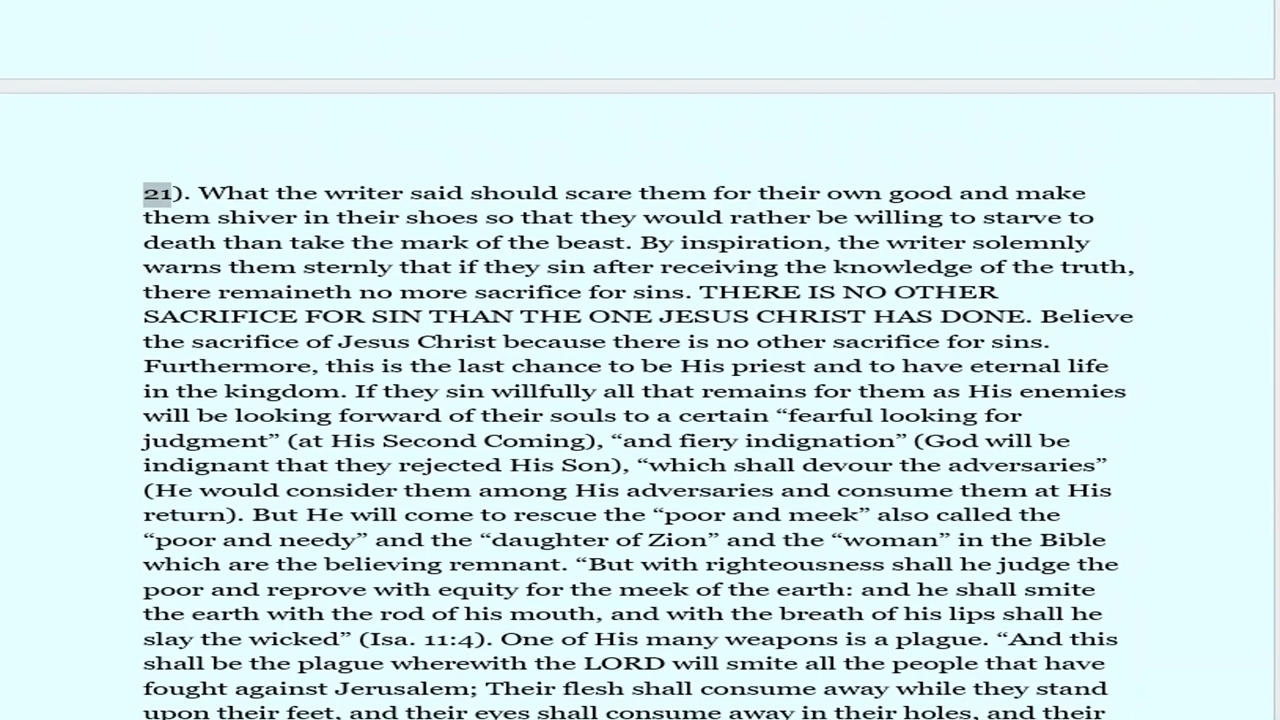 21). What the writer said should scare them for their own good and make
them shiver in their shoes so that they would rather be willing to starve to
death than take the mark of the beast. By inspiration, the writer solemnly
warns them sternly that if they sin after receiving the knowledge of the truth,
there remaineth no more sacrifice for sins. THERE IS NO OTHER
SACRIFICE FOR SIN THAN THE ONE JESUS CHRIST HAS DONE. Believe
the sacrifice of Jesus Christ because there is no other sacrifice for sins.
Furthermore, this is the last chance to be His priest and to have eternal life
in the kingdom. If they sin willfully all that remains for them as His enemies
will be looking forward of their souls to a certain “fearful looking for
judgment” (at His Second Coming), “and fiery indignation” (God will be
indignant that they rejected His Son), “which shall devour the adversaries”
(He would consider them among His adversaries and consume them at His
return). But He will come to rescue the “poor and meek” also called the
“poor and needy” and the “daughter of Zion” and the “woman” in the Bible
which are the believing remnant. “But with righteousness shall he judge the
poor and reprove with equity for the meek of the earth: and he shall smite
the earth with the rod of his mouth, and with the breath of his lips shall he
slay the wicked” (Isa. 11:4). One of His many weapons is a plague. “And this
shall be the plague wherewith the LORD will smite all the people that have
fought against Jerusalem; Their flesh shall consume away while they stand
upon their feet, and their eyes shall consume away in their holes, and their